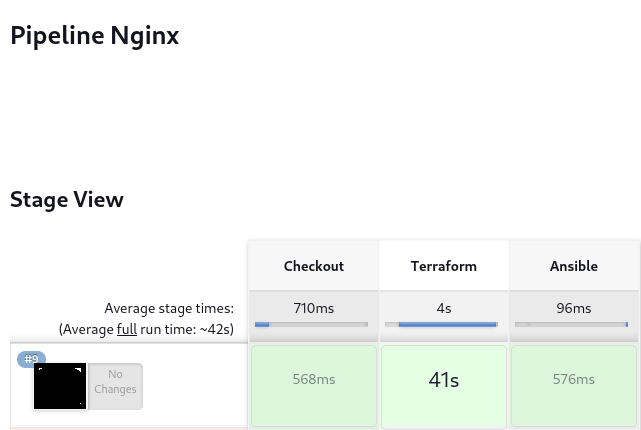 Pipeline Nginx
Stage View
Checkout Terraform Ansible
Average stage times: 710ms 4s 96ms
(Average full run time: ~42s)
#9
No
Changes
568ms 41s 576ms